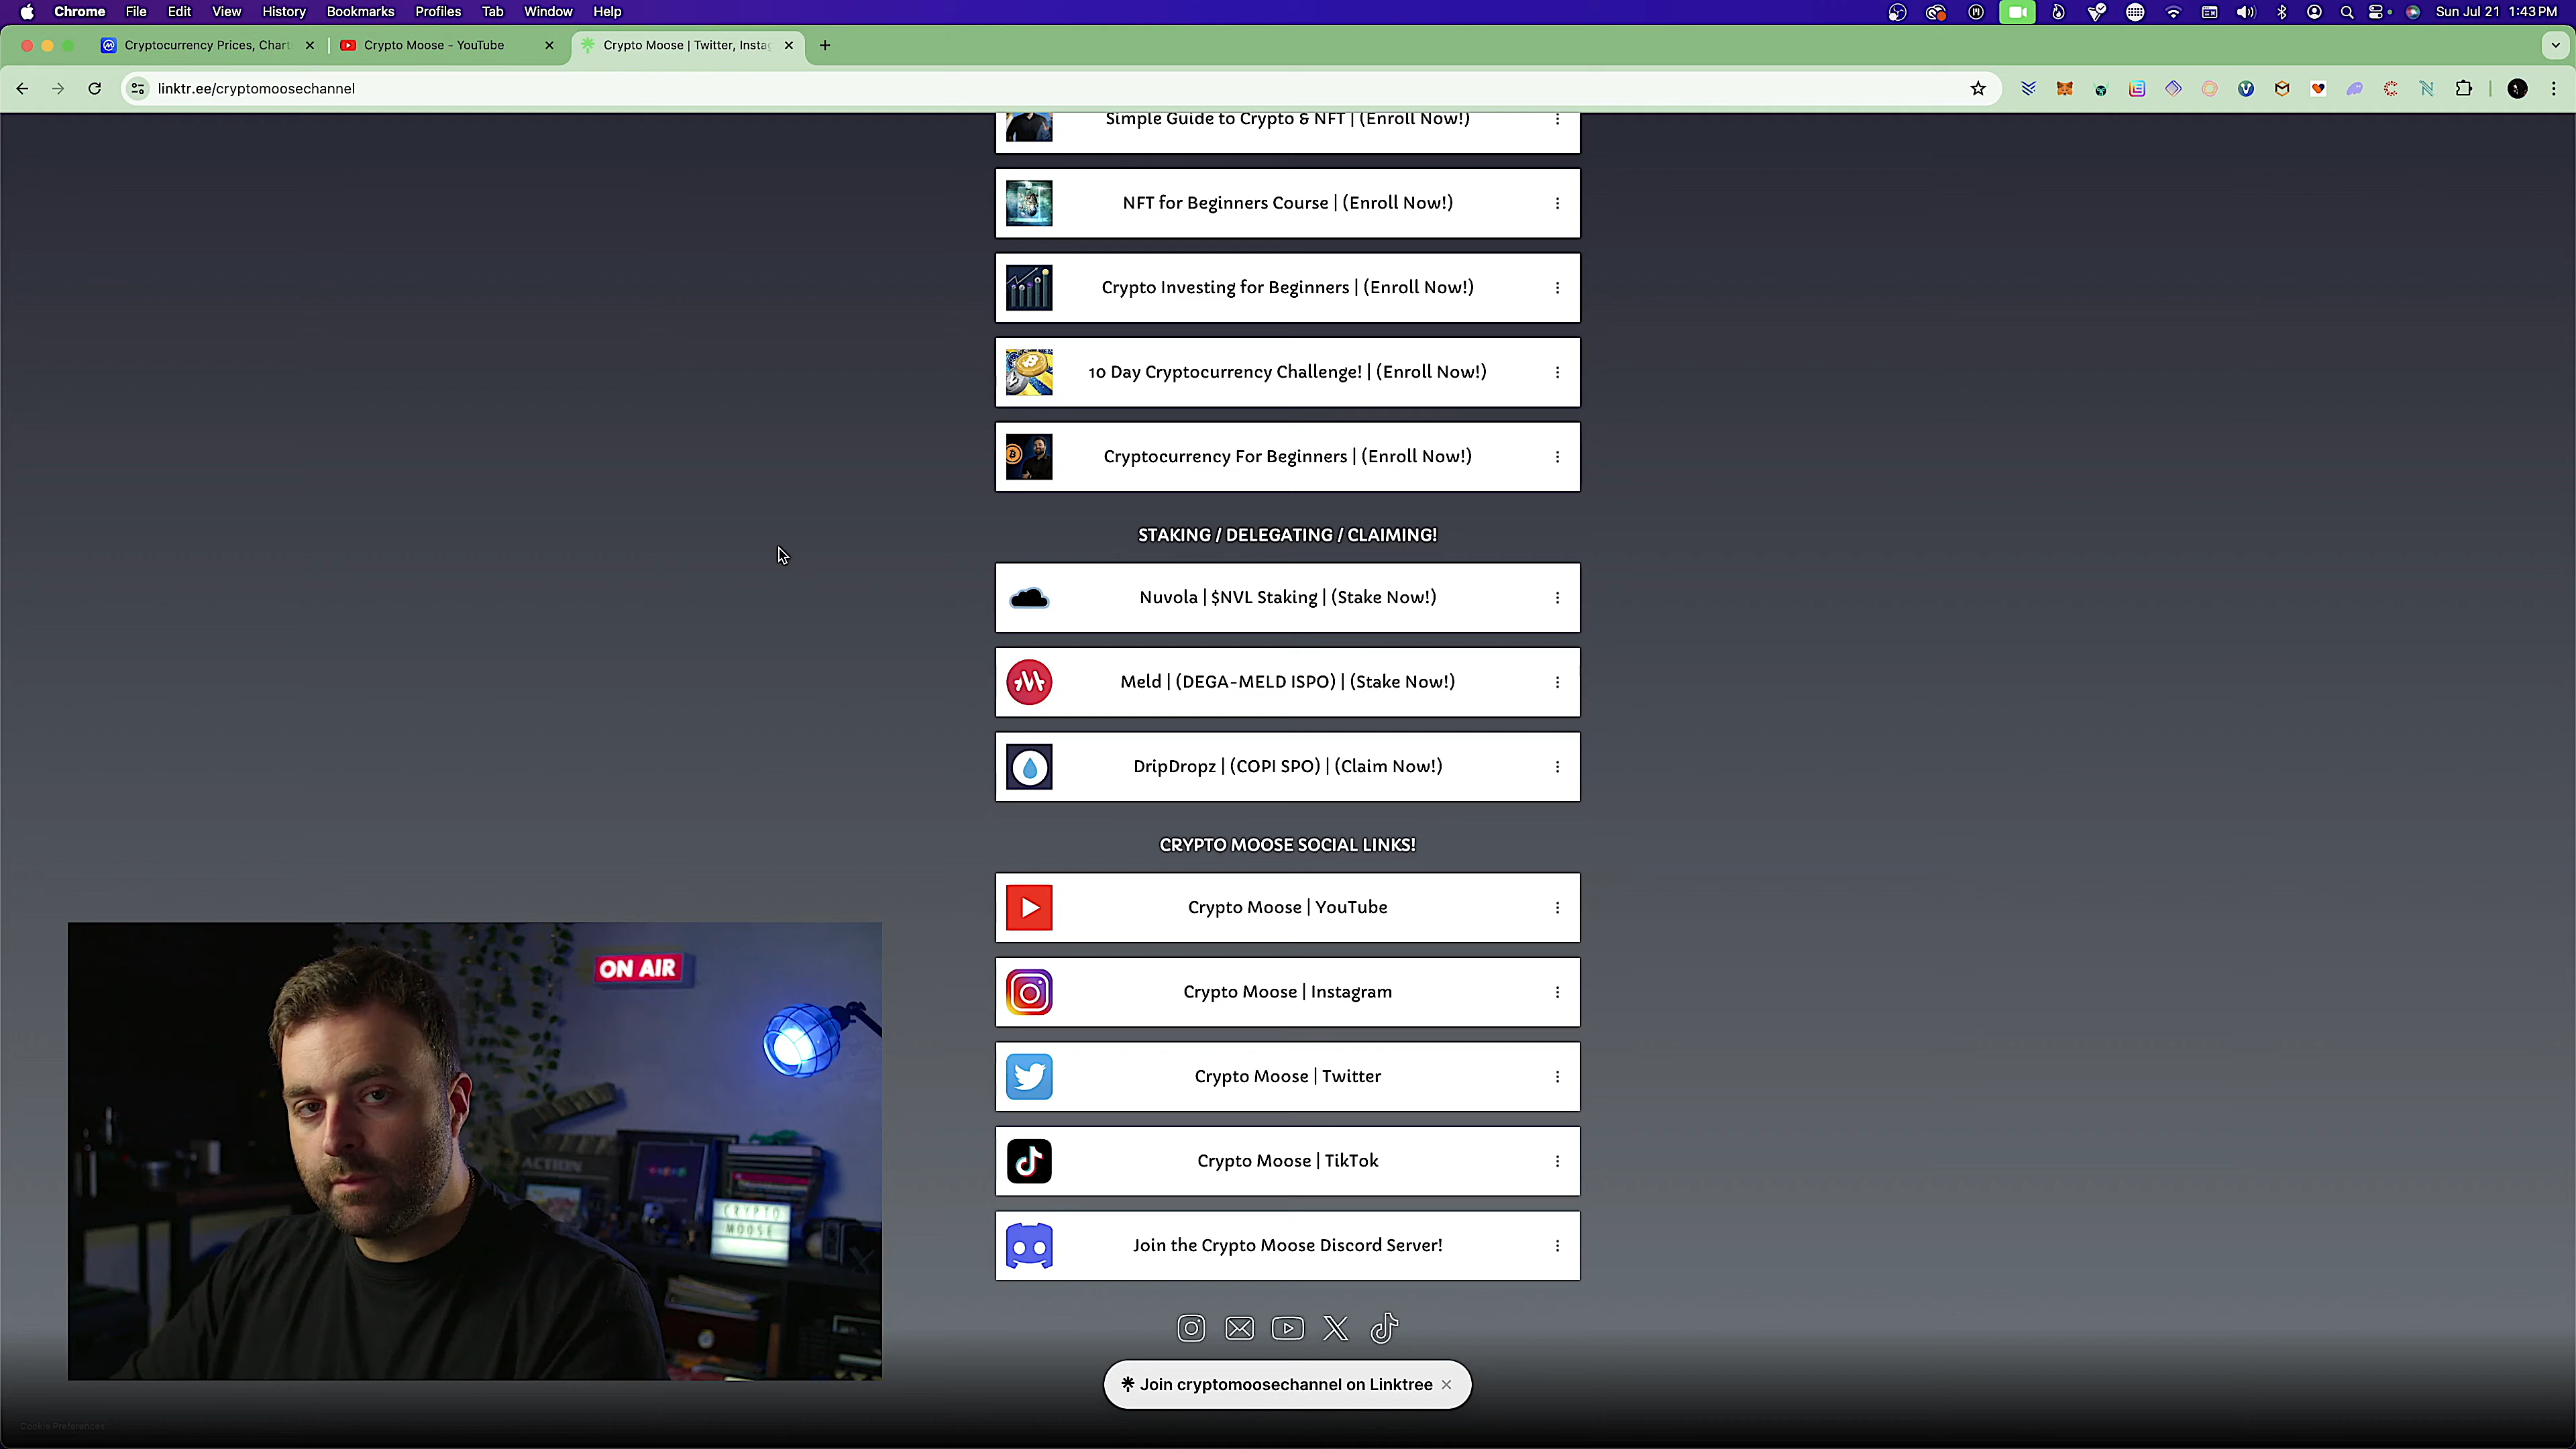 Chrome File Edit View History Bookmarks Profiles Tab Window Help Sun Jul 21 1:43 PM
Cryptocurrency Prices, Chart
Crypto Moose - YouTube
Crypto Moose | Twitter, Insta
linktr.ee/cryptomoosechannel
Simple Guide to Crypto & NFT | (Enroll Now!)
NFT for Beginners Course | (Enroll Now!)
Crypto Investing for Beginners | (Enroll Now!)
10 Day Cryptocurrency Challenge! | (Enroll Now!)
Cryptocurrency For Beginners | (Enroll Now!)
STAKING / DELEGATING / CLAIMING!
Nuvola | $NVL Staking | (Stake Now!)
Meld | (DEGA-MELD ISPO) | (Stake Now!)
DripDropz | (COPI SPO) | (Claim Now!)
CRYPTO MOOSE SOCIAL LINKS!
Crypto Moose | YouTube
Crypto Moose | Instagram
Crypto Moose | Twitter
Crypto Moose | TikTok
Join the Crypto Moose Discord Server!
Join cryptomoosechannel on Linktree
ON AIR
ACTION
CRYPTO
MOOSE
Cookie Preferences